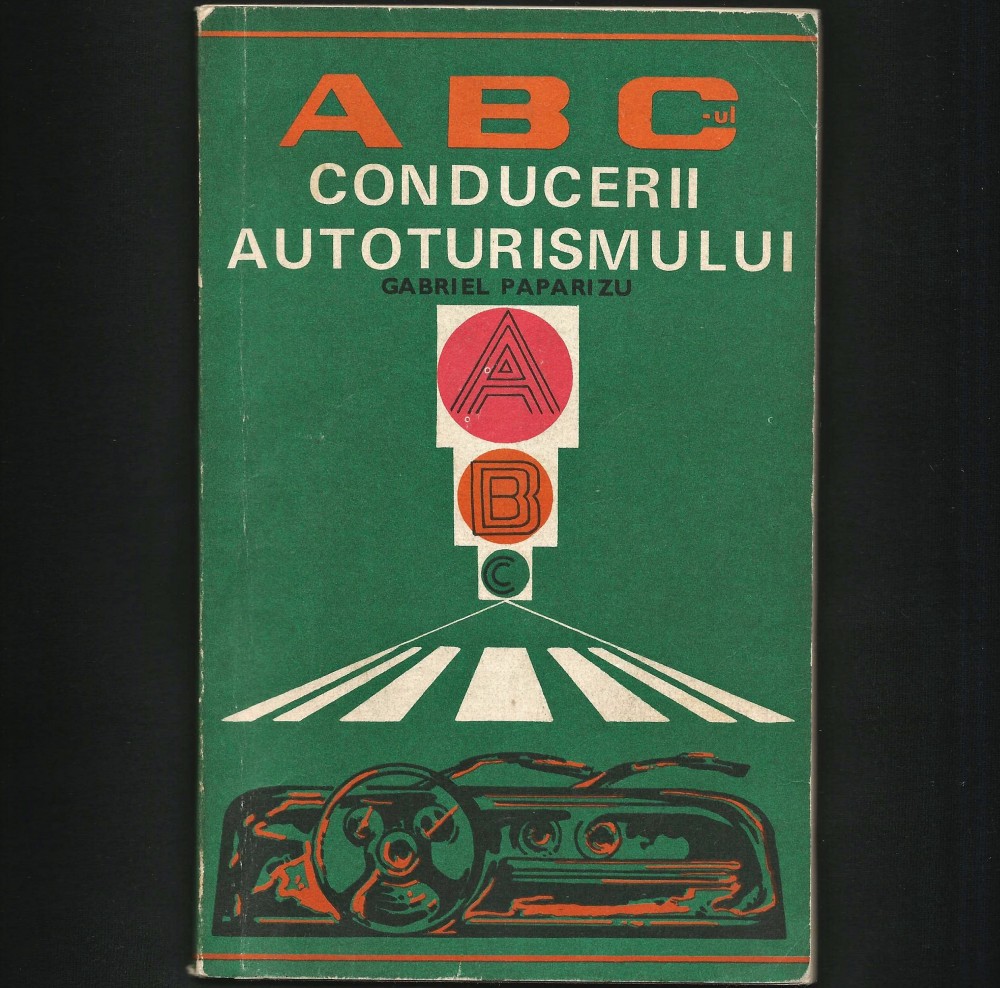 ABC-ul
CONDUCERII
AUTOTURISMULUI
GABRIEL PAPARIZU
A
B
C